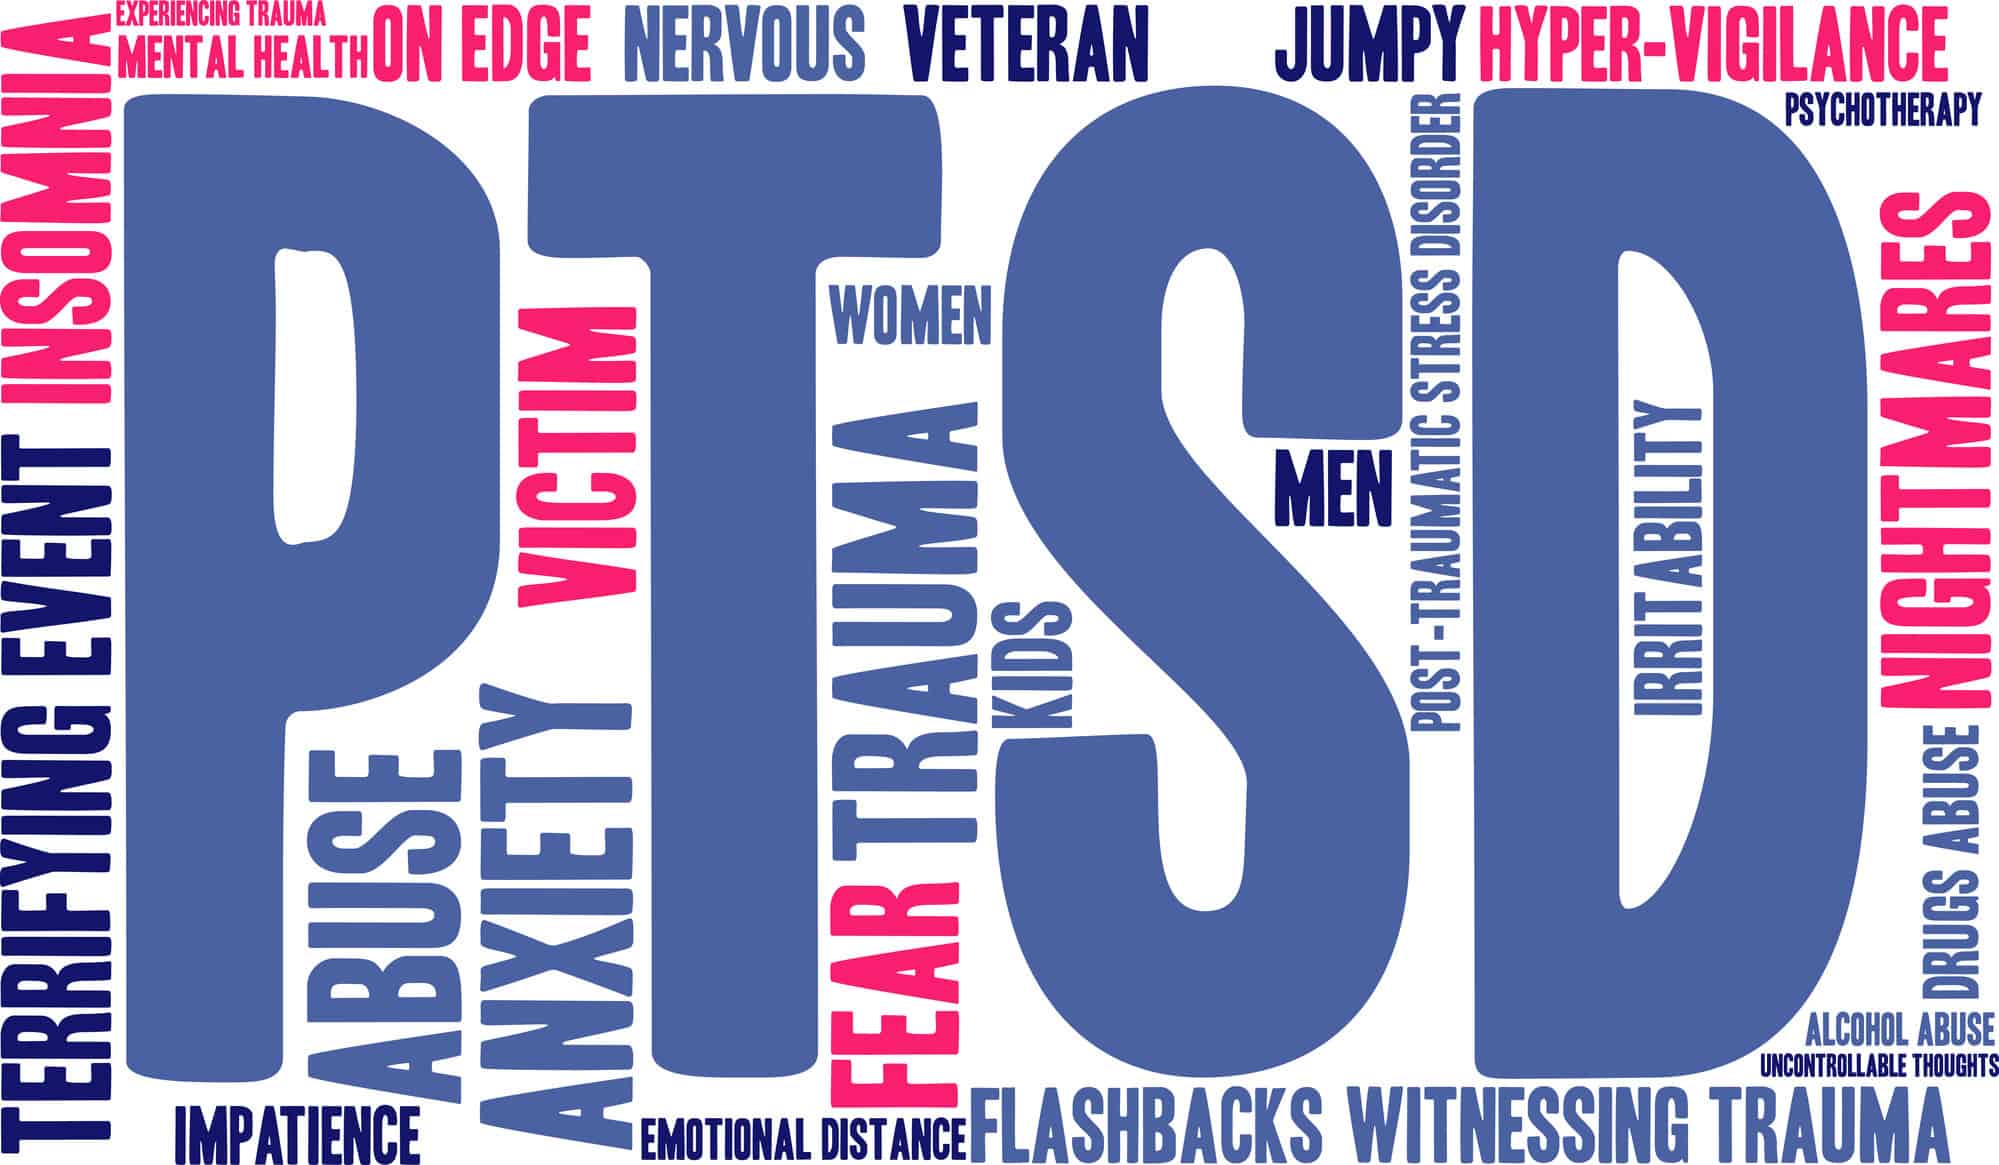 EXPERIENCING TRAUMA
MENTAL HEALTH
ON EDGE
NERVOUS
VETERAN
JUMPY
HYPER-VIGILANCE
PSYCHOTHERAPY
INSOMNIA
TERRIFYING EVENT
PTSD
VICTIM
WOMEN
TRAUMA
KIDS
MEN
POST-TRAUMATIC STRESS DISORDER
IRRITABILITY
NIGHTMARES
ABUSE
ANXIETY
FEAR
DRUGS ABUSE
ALCOHOL ABUSE
UNCONTROLLABLE THOUGHTS
IMPATIENCE
EMOTIONAL DISTANCE
FLASHBACKS
WITNESSING TRAUMA